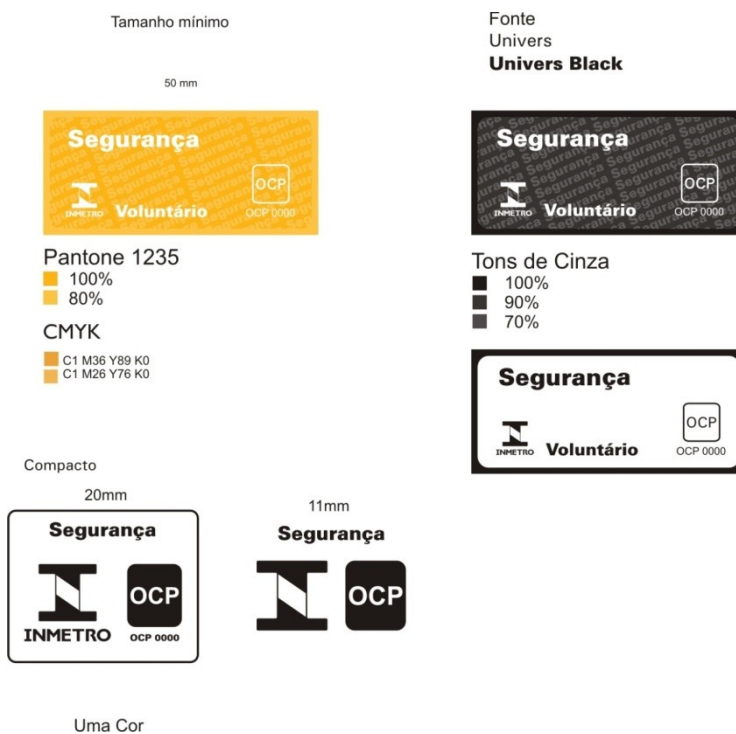 Tamanho mínimo
50 mm
Segurança
INMETRO
Voluntário
OCP
OCP 0000
Pantone 1235
100%
80%
CMYK
C1 M36 Y89 K0
C1 M26 Y76 K0
Fonte
Univers
Univers Black
Segurança
INMETRO
Voluntário
OCP
OCP 0000
Tons de Cinza
100%
90%
70%
Segurança
INMETRO
Voluntário
OCP
OCP 0000
Compacto
20mm
Segurança
INMETRO
OCP
OCP 0000
11mm
Segurança
OCP
Uma Cor